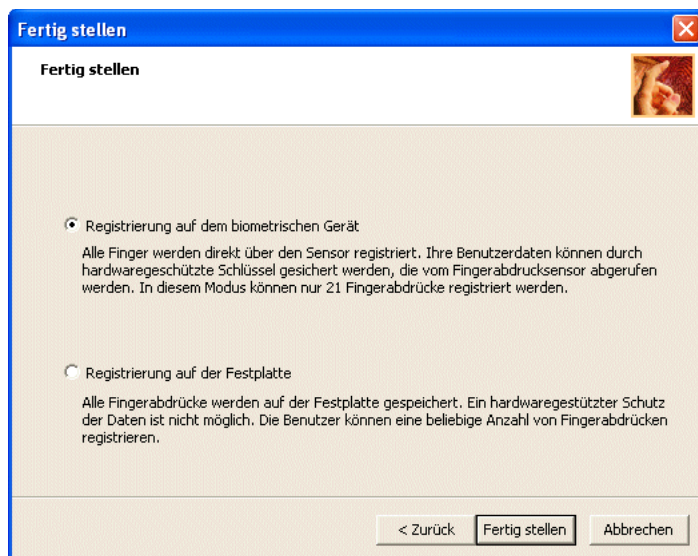 Fertig stellen
Fertig stellen
Registrierung auf dem biometrischen Gerät
Alle Finger werden direkt über den Sensor registriert. Ihre Benutzerdaten können durch
hardwaregeschützte Schlüssel gesichert werden, die vom Fingerabdrucksensor abgerufen
werden. In diesem Modus können nur 21 Fingerabdrücke registriert werden.
Registrierung auf der Festplatte
Alle Fingerabdrücke werden auf der Festplatte gespeichert. Ein hardwaregestützter Schutz
der Daten ist nicht möglich. Die Benutzer können eine beliebige Anzahl von Fingerabdrücken
registrieren.
< Zurück Fertig stellen Abbrechen